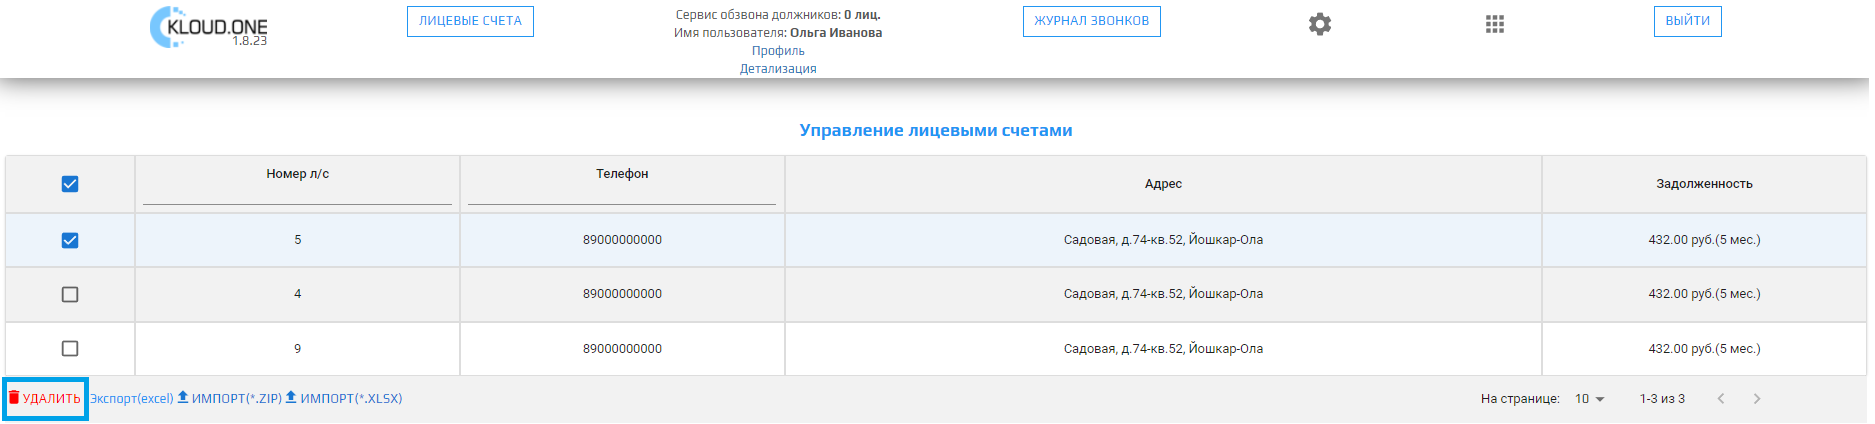 KLOUD.ONE
1.8.23
ЛИЦЕВЫЕ СЧЕТА
Сервис обзвона должников: 0 лиц.
Имя пользователя: Ольга Иванова
Профиль
Детализация
ЖУРНАЛ ЗВОНКОВ
ВЫЙТИ
Управление лицевыми счетами
Номер л/с Телефон Адрес Задолженность
5 89000000000 Садовая, д.74-кв.52, Йошкар-Ола 432.00 руб.(5 мес.)
4 89000000000 Садовая, д.74-кв.52, Йошкар-Ола 432.00 руб.(5 мес.)
9 89000000000 Садовая, д.74-кв.52, Йошкар-Ола 432.00 руб.(5 мес.)
УДАЛИТЬ Экспорт(excel) ИМПОРТ(*.ZIP) ИМПОРТ(*.XLSX) На странице: 10 1-3 из 3